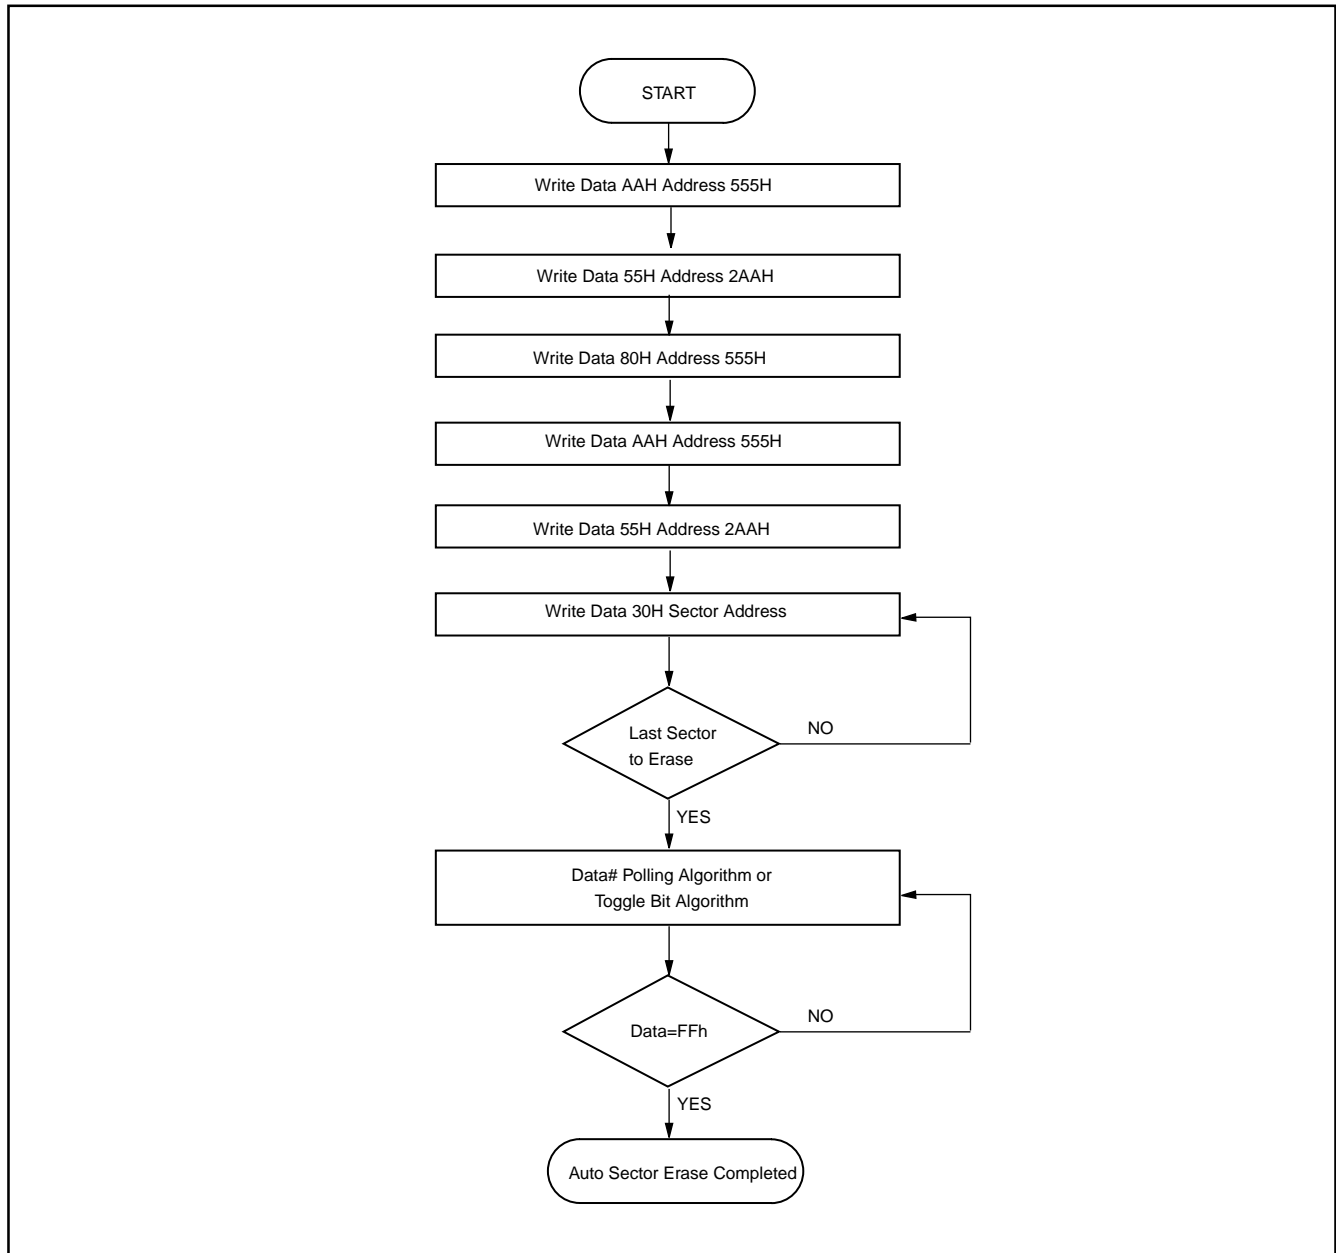 START
Write Data AAH Address 555H
Write Data 55H Address 2AAH
Write Data 80H Address 555H
Write Data AAH Address 555H
Write Data 55H Address 2AAH
Write Data 30H Sector Address
Last Sector
to Erase
NO
YES
Data# Polling Algorithm or
Toggle Bit Algorithm
Data=FFh
NO
YES
Auto Sector Erase Completed